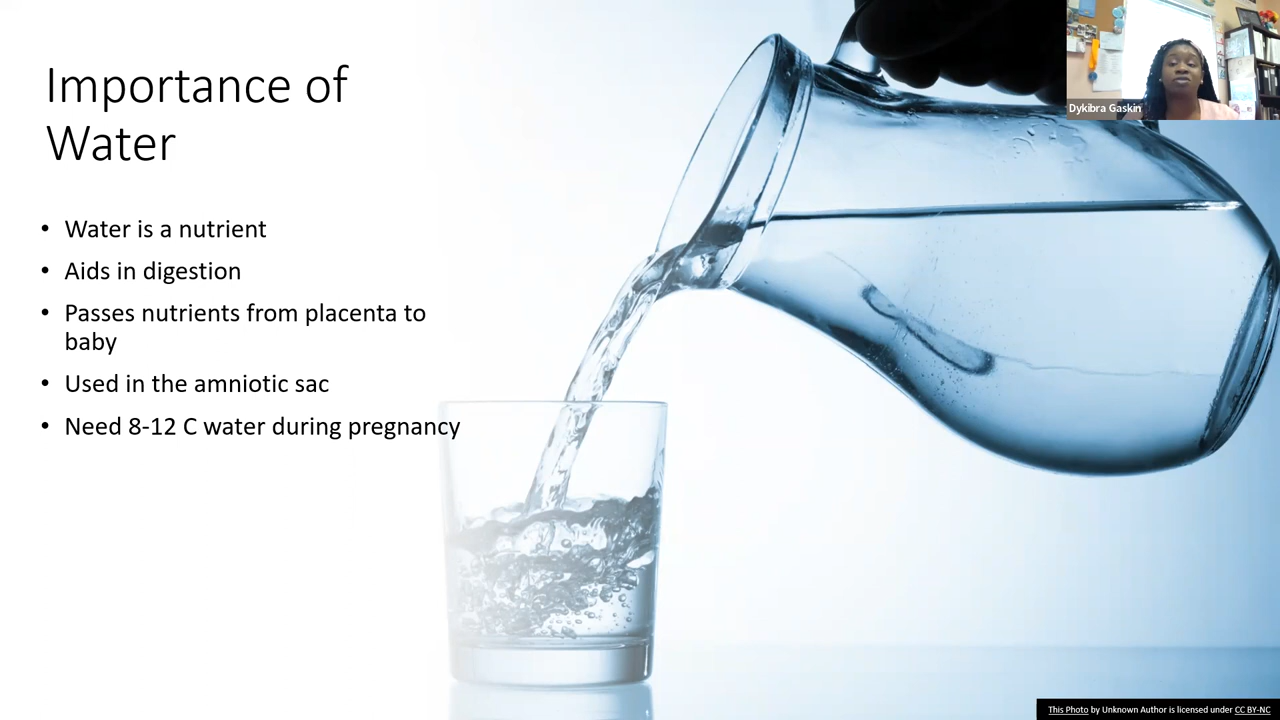 Importance of
Water
• Water is a nutrient
• Aids in digestion
• Passes nutrients from placenta to
baby
• Used in the amniotic sac
• Need 8-12 C water during pregnancy
Dykibra Gaskin
This Photo by Unknown Author is licensed under CC BY-NC